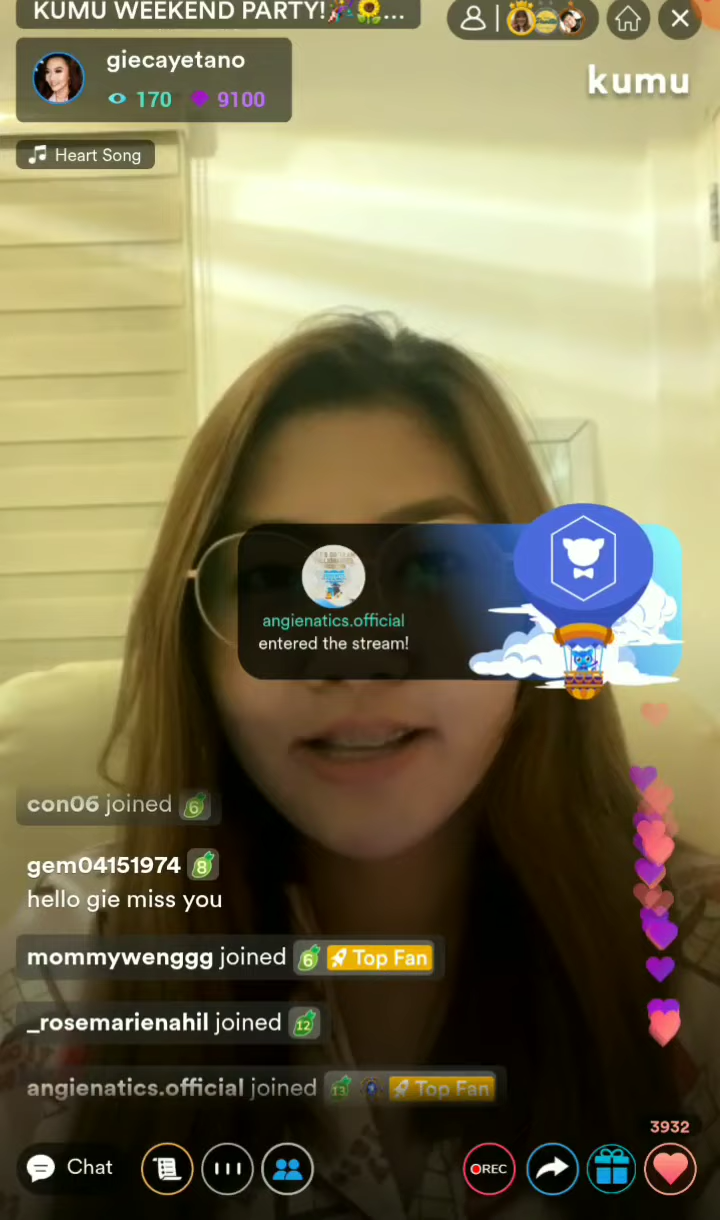 KUMU WEEKEND PARTY!💃🌻...
giecayetano
170 9100
kumu
Heart Song
angienatics.official
entered the stream!
con06 joined 6
gem04151974 8
hello gie miss you
mommywenggg joined 6 Top Fan
_rosemarienahil joined 12
angienatics.official joined 13 Top Fan
3932
Chat
REC